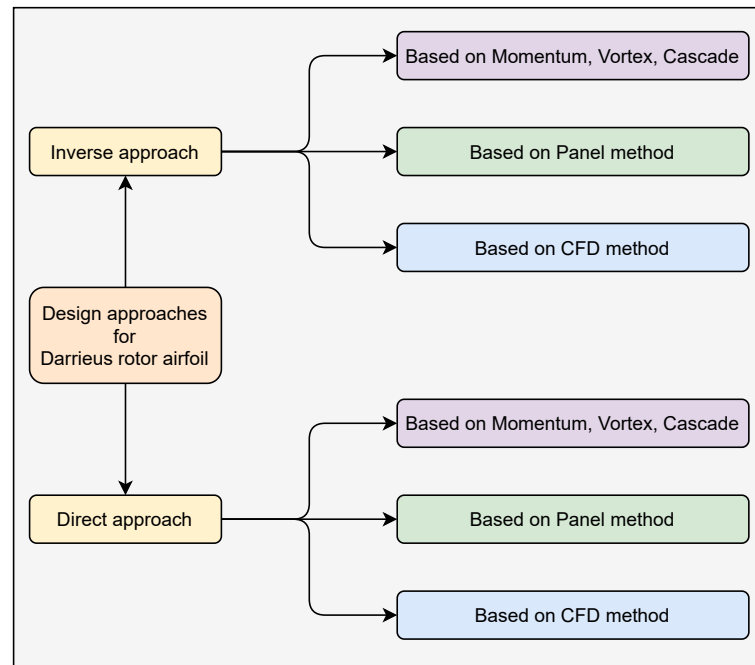 Based on Momentum, Vortex, Cascade
Inverse approach
Based on Panel method
Based on CFD method
Design approaches
for
Darrieus rotor airfoil
Based on Momentum, Vortex, Cascade
Direct approach
Based on Panel method
Based on CFD method